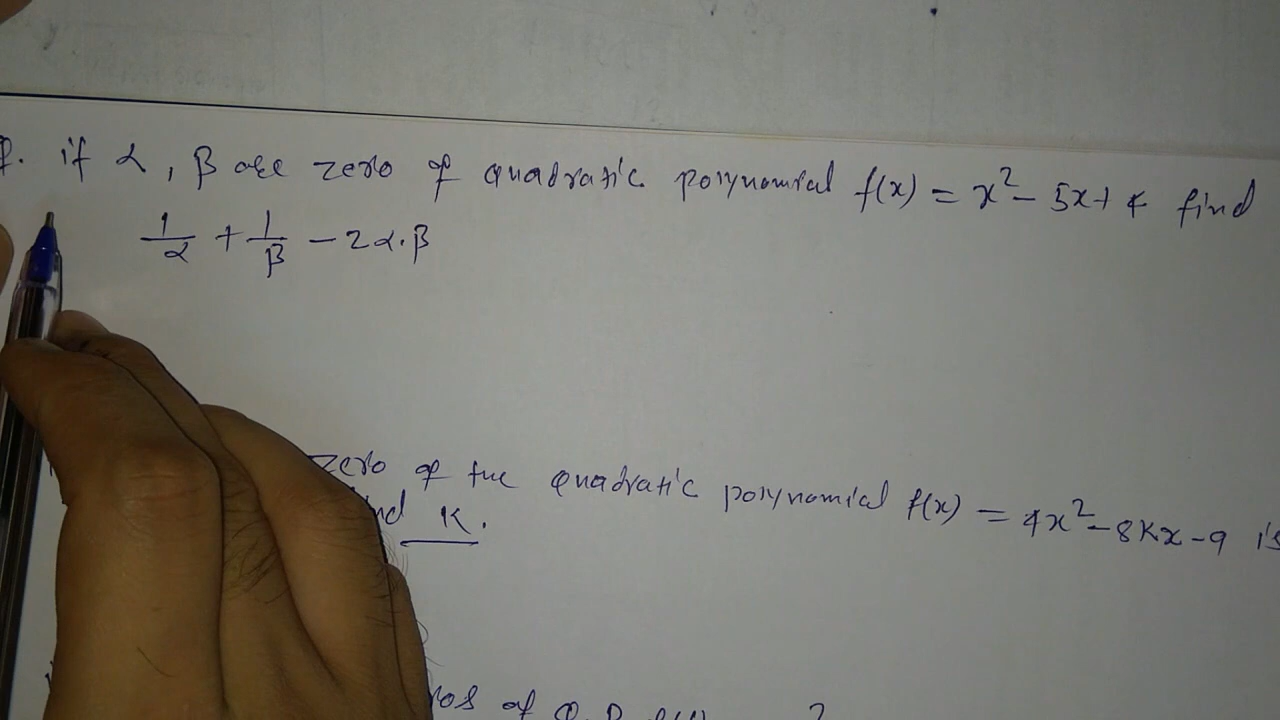 if α, β are zero of quadratic polynomial f(x) = x² - 5x + 4 find
1/α + 1/β - 2α.β
zero of the quadratic polynomial f(x) = 4x² - 8Kx - 9 is
K.
of